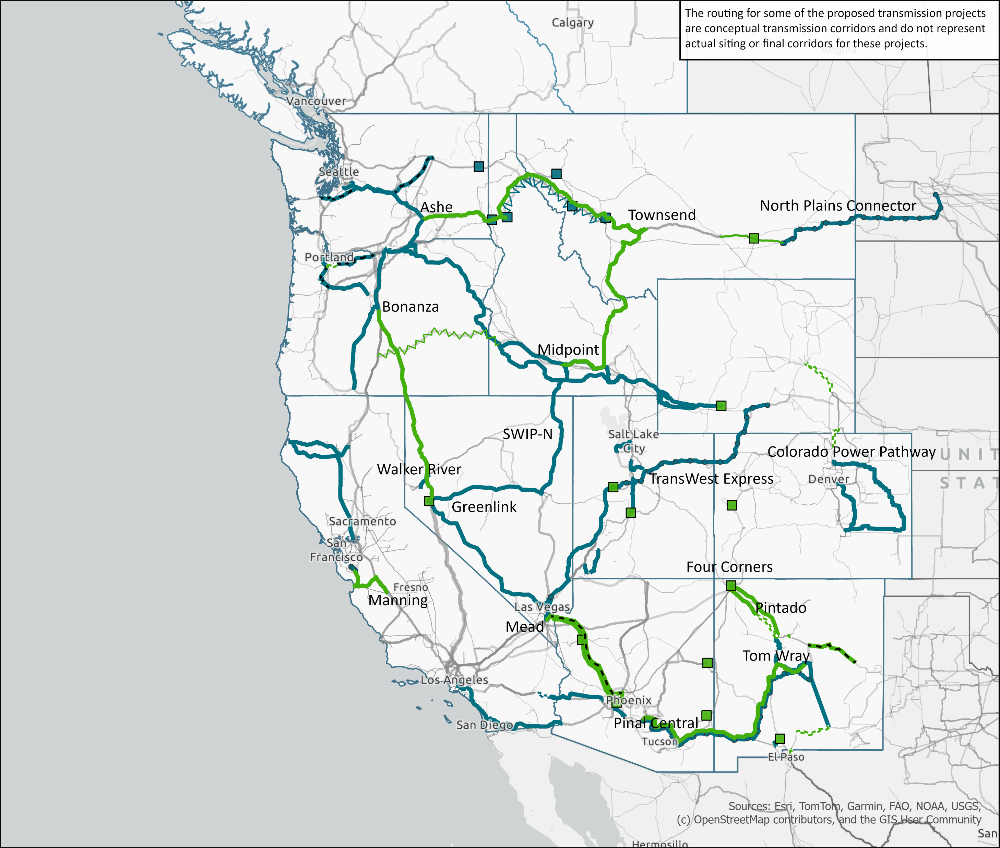 The routing for some of the proposed transmission projects
are conceptual transmission corridors and do not represent
actual siting or final corridors for these projects.
Calgary
Regina
Vancouver
Seattle
Ashe
Townsend
North Plains Connector
Portland
Bonanza
Midpoint
SWIP-N
Salt Lake
City
Colorado Power Pathway
UNIT
STAT
Walker River
TransWest Express
Denver
Greenlink
Sacramento
San
Francisco
Four Corners
Fresno
Manning
Las Vegas
Pintado
Mead
Tom Wray
Los Angeles
Phoenix
San Diego
Pinal Central
Tucson
El Paso
Sources: Esri, TomTom, Garmin, FAO, NOAA, USGS,
(c) OpenStreetMap contributors, and the GIS User Community
San
Hermosillo